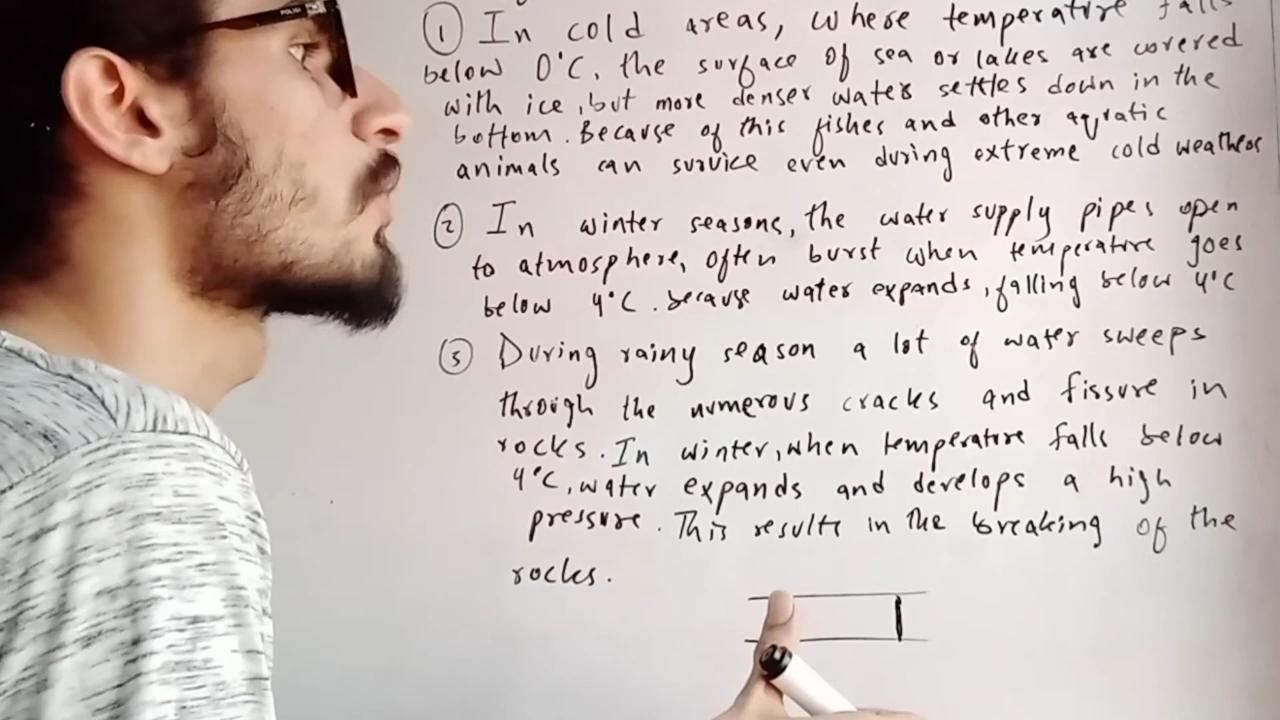 POLICE
① In cold areas, where temperature falls
below 0°C, the surface of sea or lakes are covered
with ice, but more denser water settles down in the
bottom. Because of this fishes and other aquatic
animals can survice even during extreme cold weather
② In winter seasons, the water supply pipes open
to atmosphere, often burst when temperature goes
below 4°C. because water expands, falling below 4°C
③ During rainy season a lot of water sweeps
through the numerous cracks and fissure in
rocks. In winter, when temperature falls below
4°C, water expands and develops a high
pressure. This results in the breaking of the
rocks.